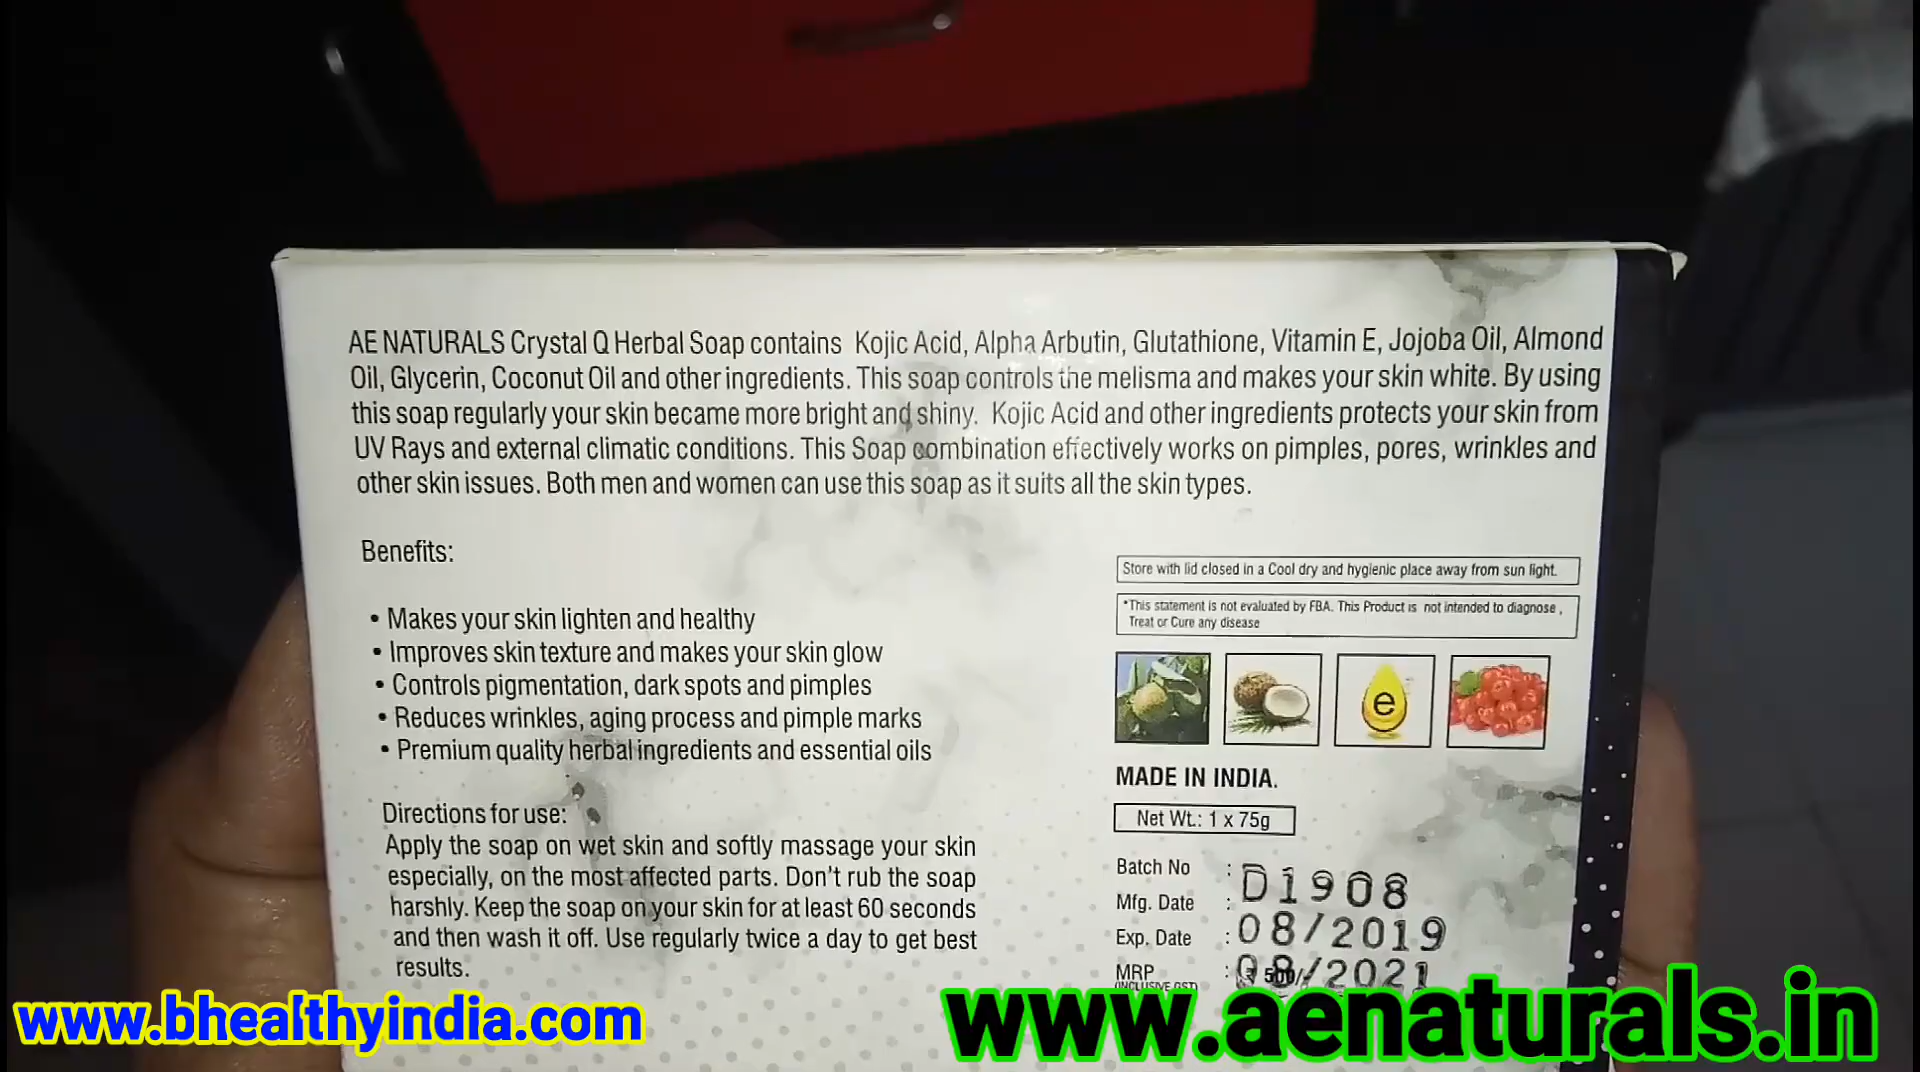 AE NATURALS Crystal Q Herbal Soap contains Kojic Acid, Alpha Arbutin, Glutathione, Vitamin E, Jojoba Oil, Almond
Oil, Glycerin, Coconut Oil and other ingredients. This soap controls the melisma and makes your skin white. By using
this soap regularly your skin became more bright and shiny. Kojic Acid and other ingredients protects your skin from
UV Rays and external climatic conditions. This Soap combination effectively works on pimples, pores, wrinkles and
other skin issues. Both men and women can use this soap as it suits all the skin types.
Benefits:
• Makes your skin lighten and healthy
• Improves skin texture and makes your skin glow
• Controls pigmentation, dark spots and pimples
• Reduces wrinkles, aging process and pimple marks
• Premium quality herbal ingredients and essential oils
Directions for use:
Apply the soap on wet skin and softly massage your skin
especially, on the most affected parts. Don't rub the soap
harshly. Keep the soap on your skin for at least 60 seconds
and then wash it off. Use regularly twice a day to get best
results.
Store with lid closed in a Cool dry and hygienic place away from sun light.
*This statement is not evaluated by FBA. This Product is not intended to diagnose,
Treat or Cure any disease
e
MADE IN INDIA.
Net Wt.: 1 x 75g
Batch No : D1908
Mfg. Date : 08/2019
Exp. Date : 08/2021
MRP : ₹ 500/-
(INCLUSIVE GST)
www.bhealthyindia.com
www.aenaturals.in